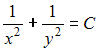 1/x² + 1/y² = C